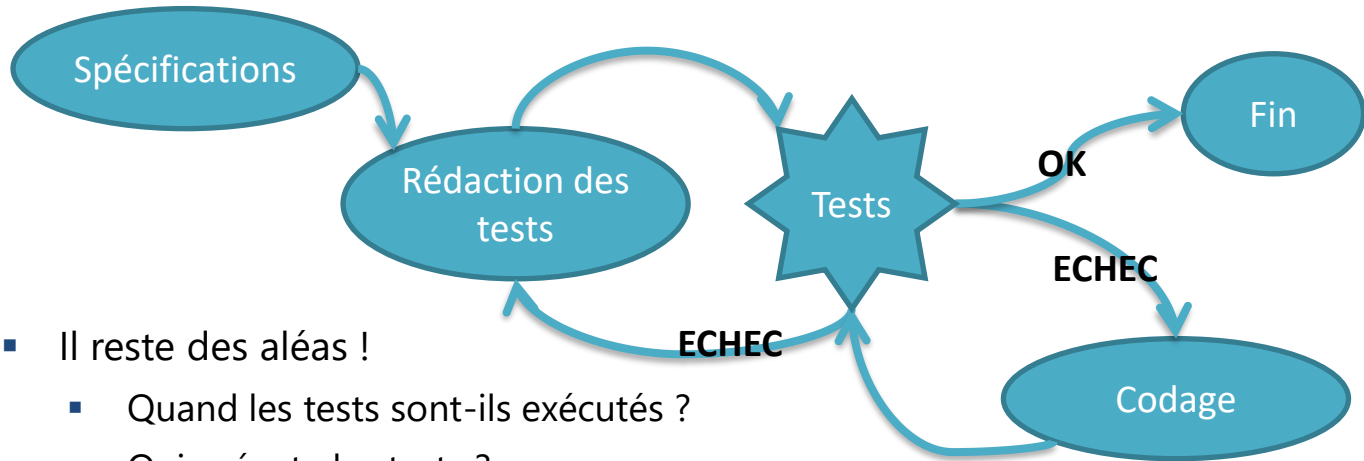 Spécifications
Fin
OK
Rédaction des
tests
Tests
ECHEC
ECHEC
Il reste des aléas !
Quand les tests sont-ils exécutés ?
Codage